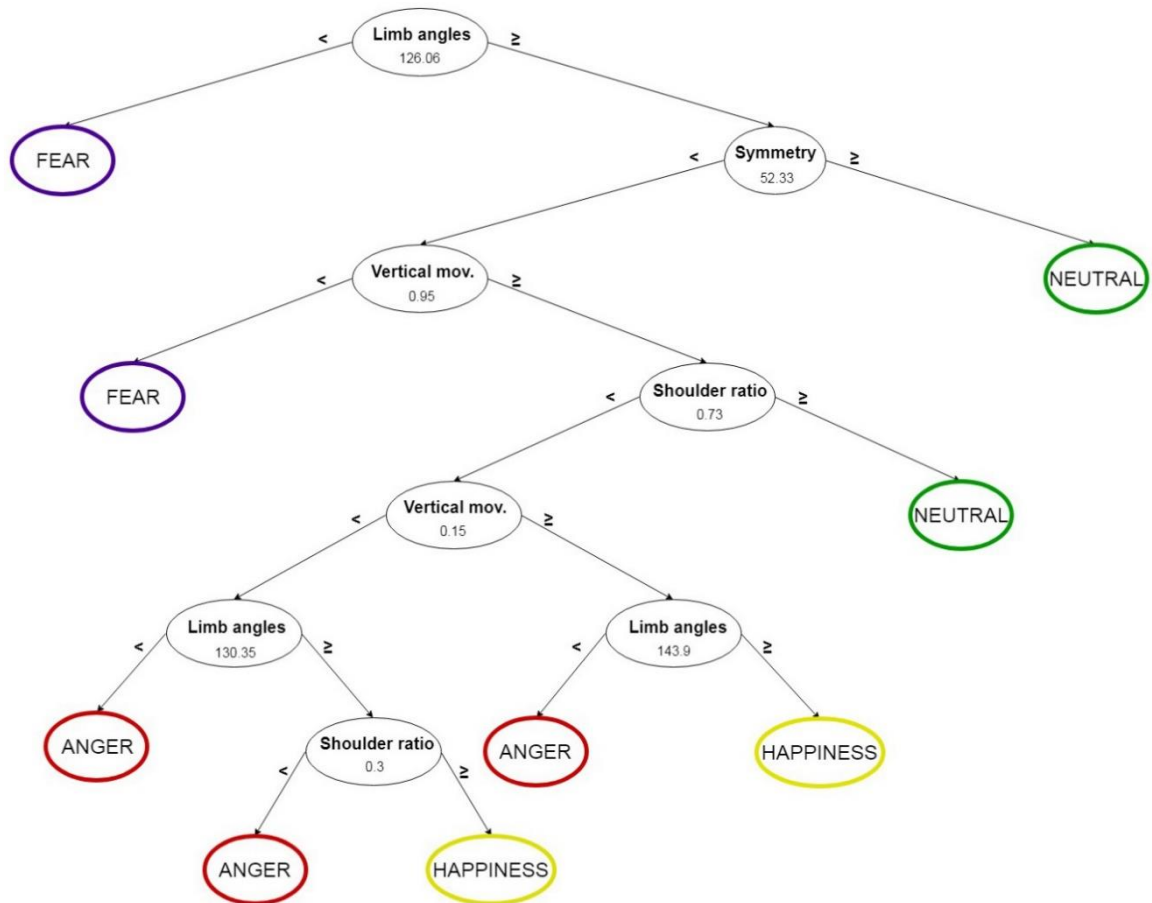 Limb angles
126.06
<
≥
FEAR
Symmetry
52.33
<
≥
Vertical mov.
0.95
<
≥
NEUTRAL
FEAR
Shoulder ratio
0.73
<
≥
Vertical mov.
0.15
<
≥
NEUTRAL
Limb angles
130.35
<
≥
Limb angles
143.9
<
≥
ANGER
Shoulder ratio
0.3
<
≥
ANGER
HAPPINESS
ANGER
HAPPINESS